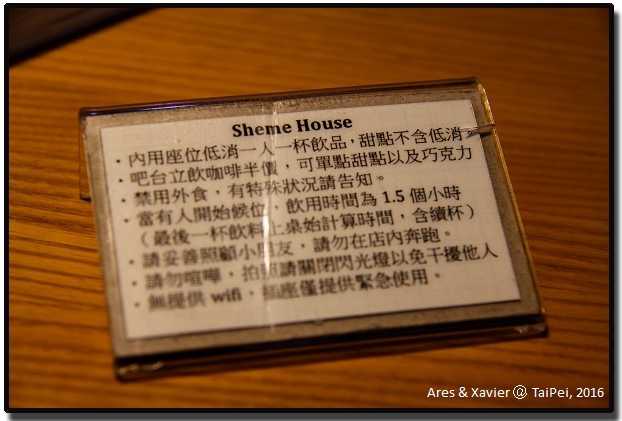 Sheme House
・內用座位低消一人一杯飲品，甜點不含低消。
・吧台立飲咖啡半價，可單點甜點以及巧克力
・禁用外食，有特殊狀況請告知。
・當有人開始候位，飲用時間為 1.5 個小時
（最後一杯飲料上桌始計算時間，含續杯）
・請妥善照顧小朋友，請勿在店內奔跑。
・請勿喧嘩，拍照請關閉閃光燈以免干擾他人
・無提供 wifi，插座僅提供緊急使用。
Ares & Xavier @ TaiPei, 2016